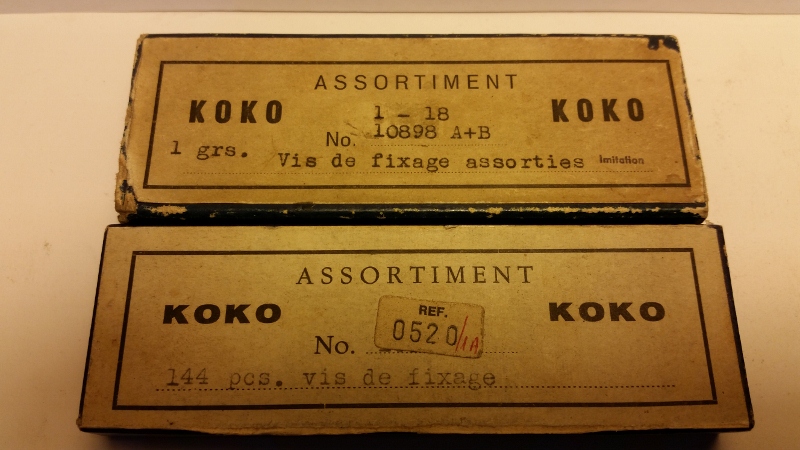 ASSORTIMENT
KOKO 1 - 18 KOKO
No. 10898 A+B
1 grs. Vis de fixage assorties Imitation
ASSORTIMENT
KOKO REF. KOKO
No. 0520/1A
144 pcs. vis de fixage